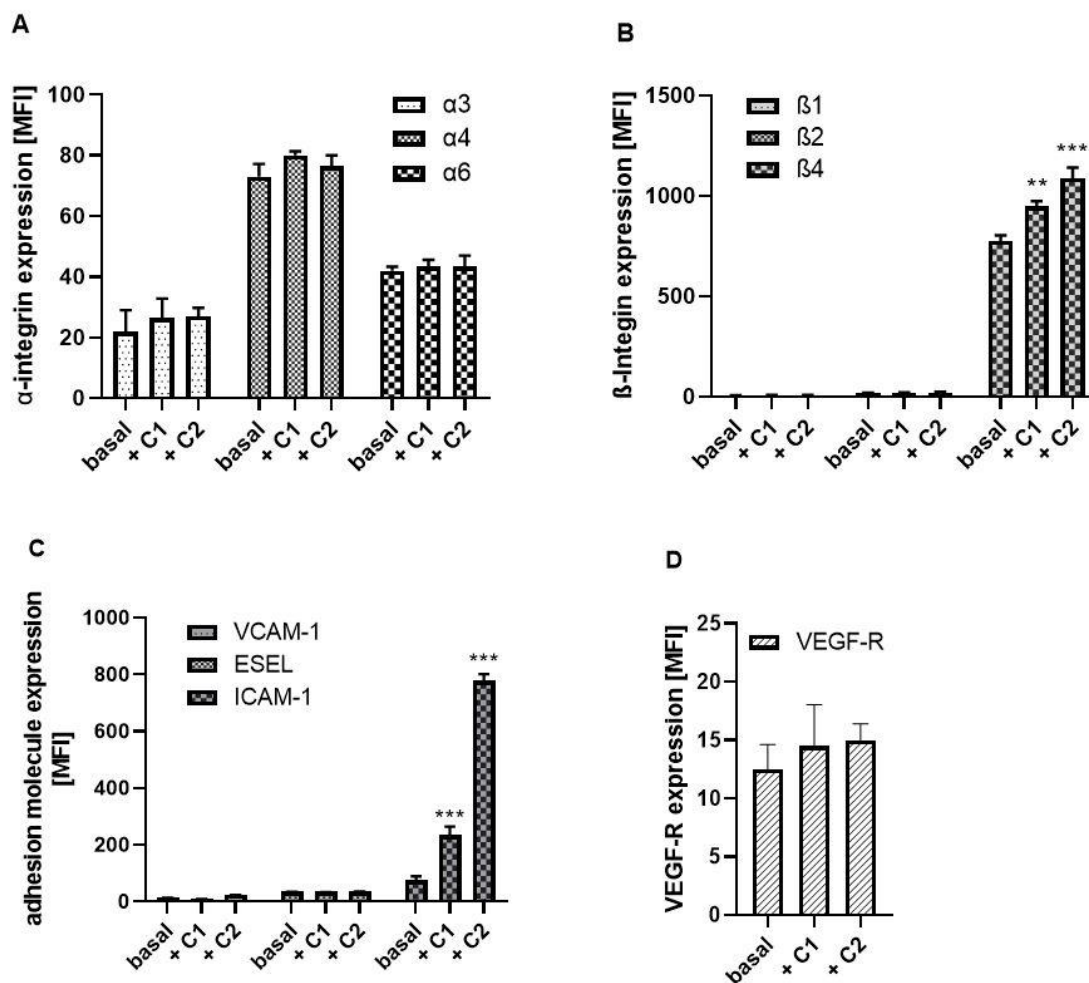 A
α-integrin expression [MFI]
100
80
60
40
20
0
α3
α4
α6
basal
+ C1
+ C2
basal
+ C1
+ C2
basal
+ C1
+ C2
B
ß-Integin expression [MFI]
1500
1000
500
0
ß1
ß2
ß4
**
***
basal
+ C1
+ C2
basal
+ C1
+ C2
basal
+ C1
+ C2
C
adhesion molecule expression
[MFI]
1000
800
600
400
200
0
VCAM-1
ESEL
ICAM-1
***
***
basal
+ C1
+ C2
basal
+ C1
+ C2
basal
+ C1
+ C2
D
VEGF-R expression [MFI]
25
20
15
10
5
0
VEGF-R
basal
+ C1
+ C2